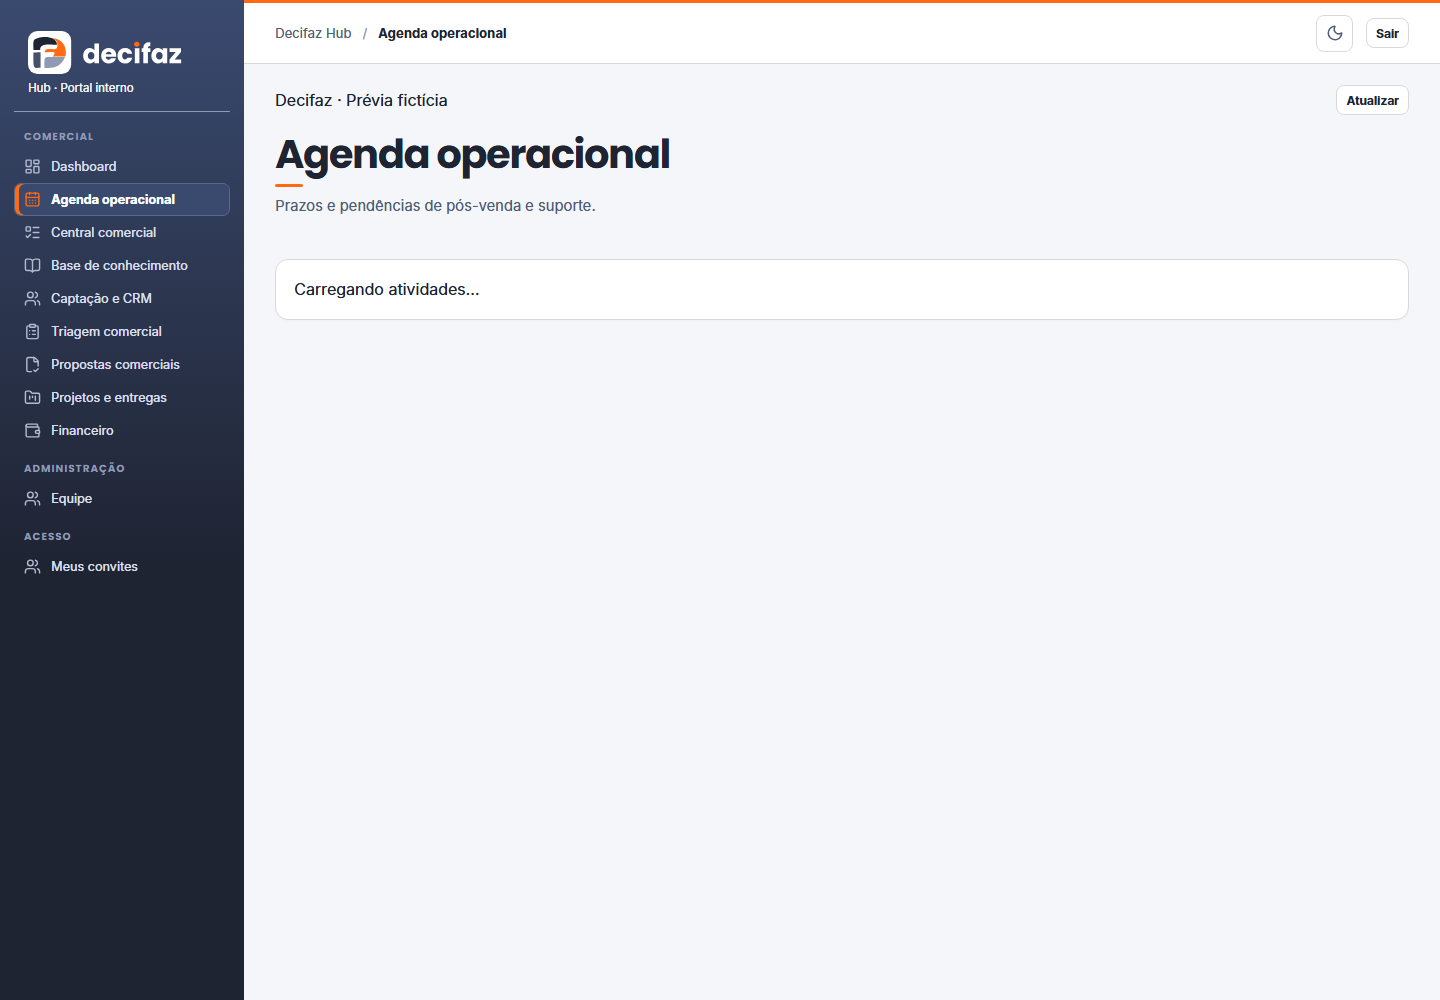 decifaz
Hub · Portal interno
COMERCIAL
Dashboard
Agenda operacional
Central comercial
Base de conhecimento
Captação e CRM
Triagem comercial
Propostas comerciais
Projetos e entregas
Financeiro
ADMINISTRAÇÃO
Equipe
ACESSO
Meus convites
Decifaz Hub / Agenda operacional
Sair
Decifaz · Prévia fictícia
Atualizar
Agenda operacional
Prazos e pendências de pós-venda e suporte.
Carregando atividades...